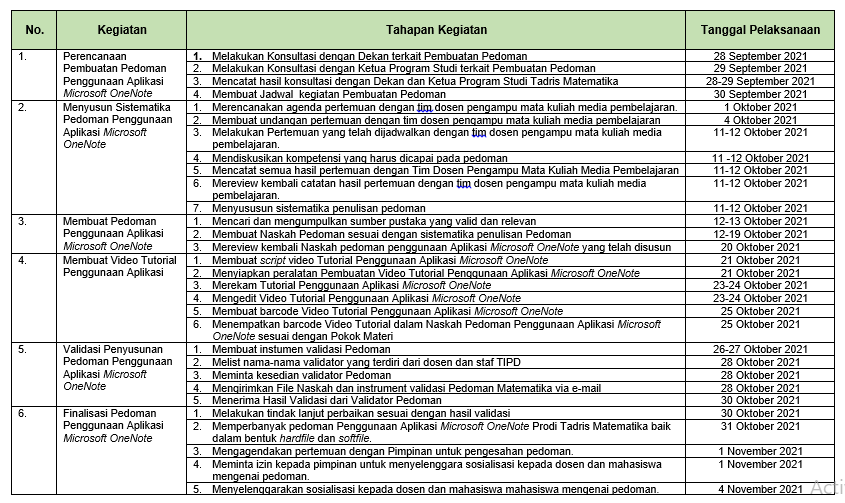 No. Kegiatan Tahapan Kegiatan Tanggal Pelaksanaan
1. Perencanaan Pembuatan Pedoman Penggunaan Aplikasi Microsoft OneNote
1. Melakukan Konsultasi dengan Dekan terkait Pembuatan Pedoman 28 September 2021
2. Melakukan Konsultasi dengan Ketua Program Studi terkait Pembuatan Pedoman 29 September 2021
3. Mencatat hasil konsultasi dengan Dekan dan Ketua Program Studi Tadris Matematika 28-29 September 2021
4. Membuat Jadwal kegiatan Pembuatan Pedoman 30 September 2021
2. Menyusun Sistematika Pedoman Penggunaan Aplikasi Microsoft OneNote
1. Merencanakan agenda pertemuan dengan tim dosen pengampu mata kuliah media pembelajaran. 1 Oktober 2021
2. Membuat undangan pertemuan dengan tim dosen pengampu mata kuliah media pembelajaran 4 Oktober 2021
3. Melakukan Pertemuan yang telah dijadwalkan dengan tim dosen pengampu mata kuliah media pembelajaran. 11-12 Oktober 2021
4. Mendiskusikan kompetensi yang harus dicapai pada pedoman 11 -12 Oktober 2021
5. Mencatat semua hasil pertemuan dengan Tim Dosen Pengampu Mata Kuliah Media Pembelajaran 11-12 Oktober 2021
6. Mereview kembali catatan hasil pertemuan dengan tim dosen pengampu mata kuliah media pembelajaran. 11-12 Oktober 2021
7. Menyususun sistematika penulisan pedoman 11-12 Oktober 2021
3. Membuat Pedoman Penggunaan Aplikasi Microsoft OneNote
1. Mencari dan mengumpulkan sumber pustaka yang valid dan relevan 12-13 Oktober 2021
2. Membuat Naskah Pedoman sesuai dengan sistematika penulisan Pedoman 12-19 Oktober 2021
3. Mereview kembali Naskah pedoman penggunaan Aplikasi Microsoft OneNote yang telah disusun 20 Oktober 2021
4. Membuat Video Tutorial Penggunaan Aplikasi
1. Membuat script video Tutorial Penggunaan Aplikasi Microsoft OneNote 21 Oktober 2021
2. Menyiapkan peralatan Pembuatan Video Tutorial Penggunaan Aplikasi Microsoft OneNote 21 Oktober 2021
3. Merekam Tutorial Penggunaan Aplikasi Microsoft OneNote 23-24 Oktober 2021
4. Mengedit Video Tutorial Penggunaan Aplikasi Microsoft OneNote 23-24 Oktober 2021
5. Membuat barcode Video Tutorial Penggunaan Aplikasi Microsoft OneNote 25 Oktober 2021
6. Menempatkan barcode Video Tutorial dalam Naskah Pedoman Penggunaan Aplikasi Microsoft OneNote sesuai dengan Pokok Materi 25 Oktober 2021
5. Validasi Penyusunan Pedoman Penggunaan Aplikasi Microsoft OneNote
1. Membuat instumen validasi Pedoman 26-27 Oktober 2021
2. Melist nama-nama validator yang terdiri dari dosen dan staf TIPD 28 Oktober 2021
3. Meminta kesedian validator Pedoman 28 Oktober 2021
4. Mengirimkan File Naskah dan instrument validasi Pedoman Matematika via e-mail 28 Oktober 2021
5. Menerima Hasil Validasi dari Validator Pedoman 30 Oktober 2021
6. Finalisasi Pedoman Penggunaan Aplikasi Microsoft OneNote
1. Melakukan tindak lanjut perbaikan sesuai dengan hasil validasi 30 Oktober 2021
2. Memperbanyak pedoman Penggunaan Aplikasi Microsoft OneNote Prodi Tadris Matematika baik dalam bentuk hardfile dan softfile. 31 Oktober 2021
3. Mengagendakan pertemuan dengan Pimpinan untuk pengesahan pedoman. 1 November 2021
4. Meminta izin kepada pimpinan untuk menyelenggara sosialisasi kepada dosen dan mahasiswa mengenai pedoman. 1 November 2021
5. Menyelenggarakan sosialisasi kepada dosen dan mahasiswa mahasiswa mengenai pedoman. 4 November 2021
Acti